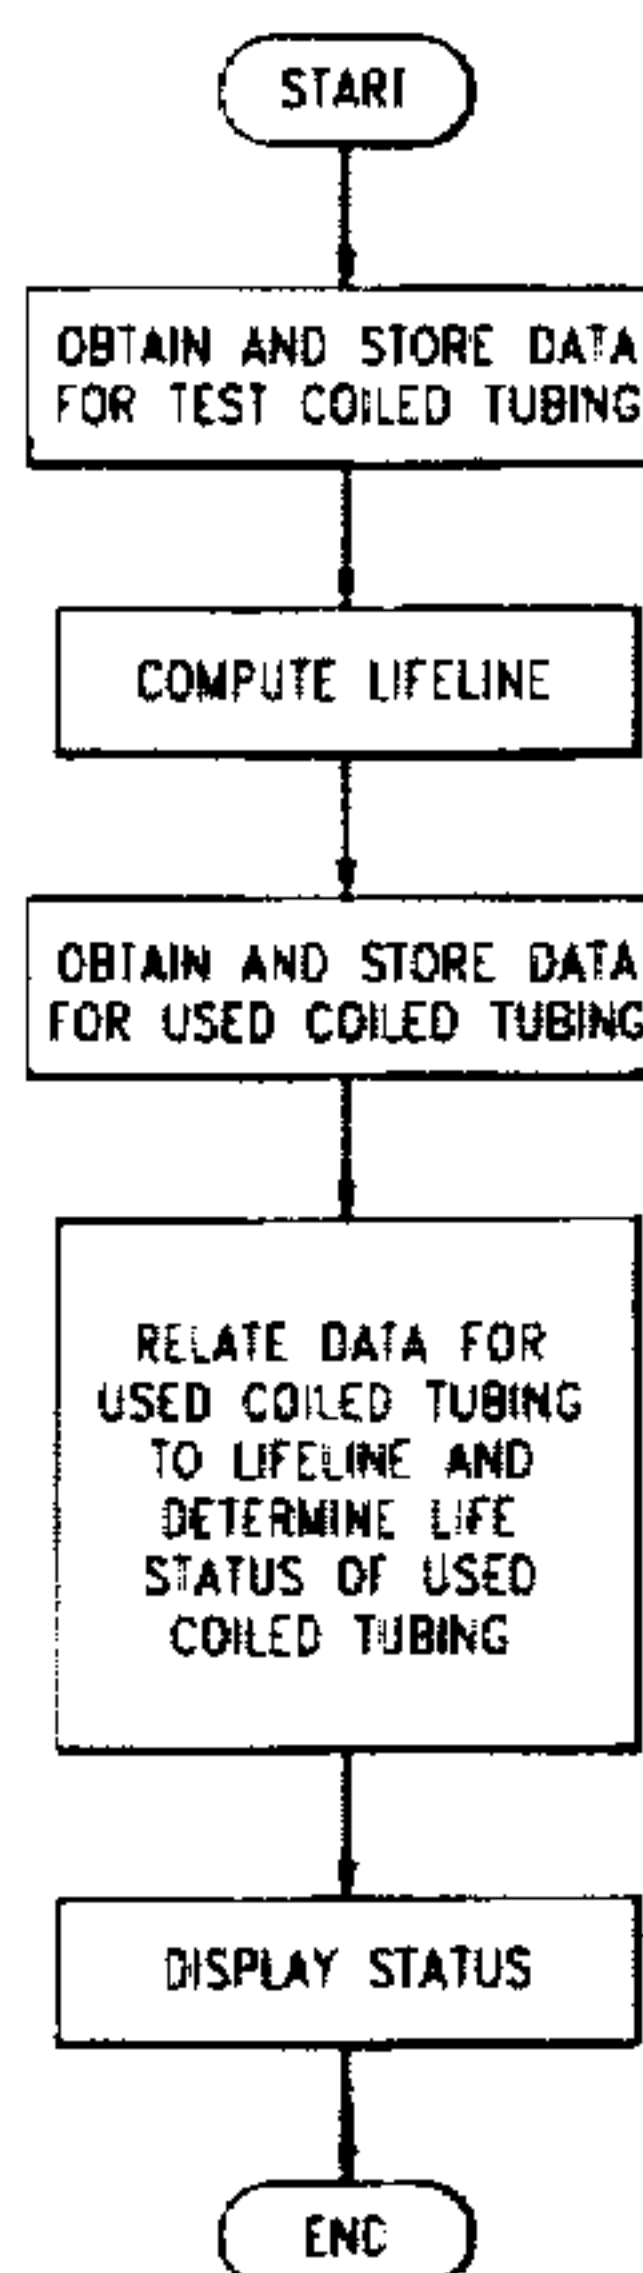 START
OBTAIN AND STORE DATA
FOR TEST COILED TUBING
COMPUTE LIFELINE
OBTAIN AND STORE DATA
FOR USED COILED TUBING
RELATE DATA FOR
USED COILED TUBING
TO LIFELINE AND
DETERMINE LIFE
STATUS OF USED
COILED TUBING
DISPLAY STATUS
END